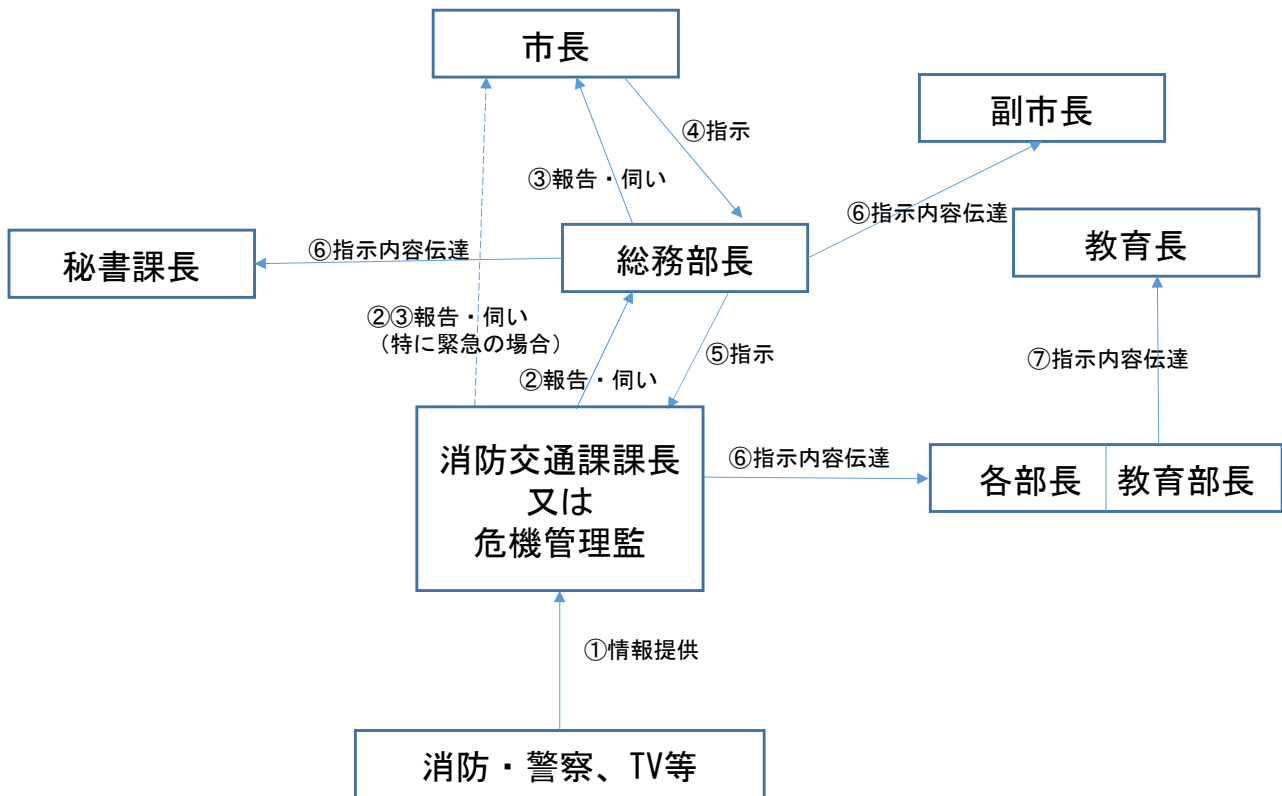 市長
副市長
④指示
③報告・伺い
⑥指示内容伝達
教育長
秘書課長
⑥指示内容伝達
総務部長
②③報告・伺い
（特に緊急の場合）
⑤指示
⑦指示内容伝達
②報告・伺い
消防交通課課長
又は
危機管理監
⑥指示内容伝達
各部長
教育部長
①情報提供
消防・警察、TV等